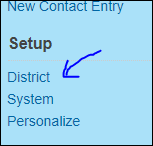 New Contact Entry
Setup
District
System
Personalize